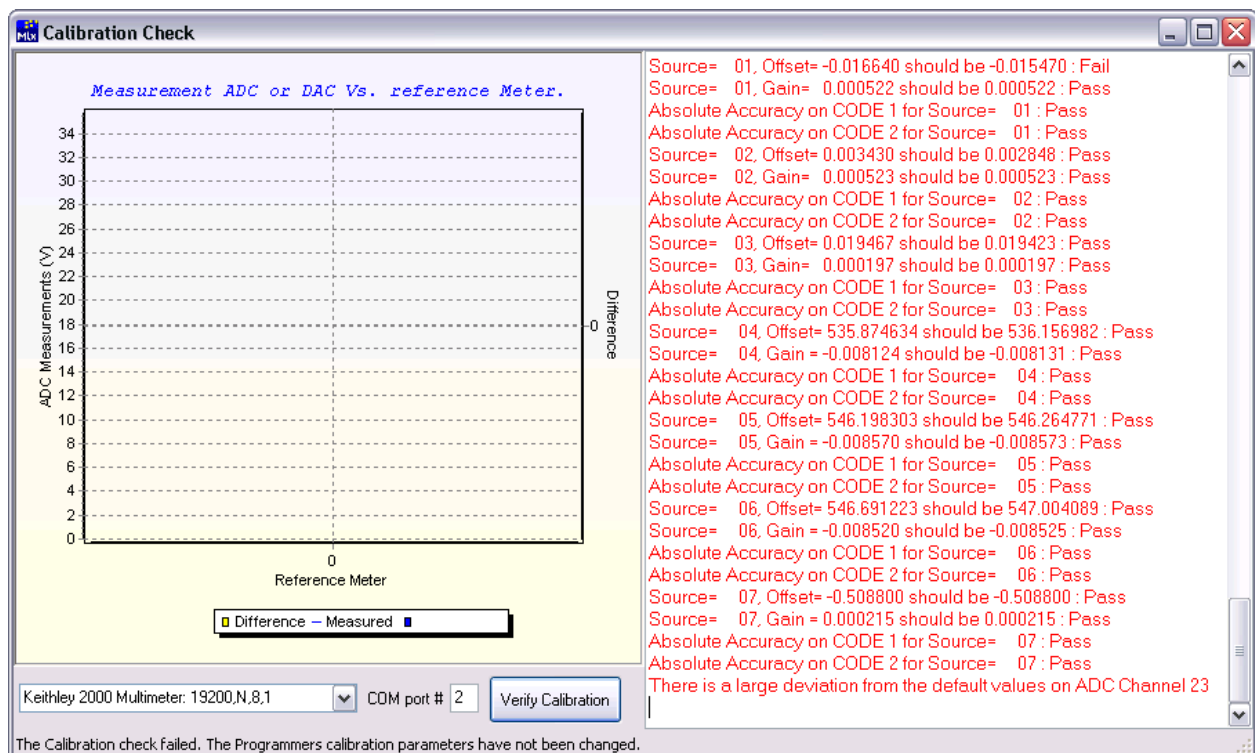 Mlx Calibration Check
Measurement ADC or DAC Vs. reference Meter.
34
32
30
28
26
24
22
20
18
16
14
12
10
8
6
4
2
0
ADC Measurements (V)
0
Difference
0
Reference Meter
Difference Measured
Source= 01, Offset= -0.016640 should be -0.015470 : Fail
Source= 01, Gain= 0.000522 should be 0.000522 : Pass
Absolute Accuracy on CODE 1 for Source= 01 : Pass
Absolute Accuracy on CODE 2 for Source= 01 : Pass
Source= 02, Offset= 0.003430 should be 0.002848 : Pass
Source= 02, Gain= 0.000523 should be 0.000523 : Pass
Absolute Accuracy on CODE 1 for Source= 02 : Pass
Absolute Accuracy on CODE 2 for Source= 02 : Pass
Source= 03, Offset= 0.019467 should be 0.019423 : Pass
Source= 03, Gain= 0.000197 should be 0.000197 : Pass
Absolute Accuracy on CODE 1 for Source= 03 : Pass
Absolute Accuracy on CODE 2 for Source= 03 : Pass
Source= 04, Offset= 535.874634 should be 536.156982 : Pass
Source= 04, Gain = -0.008124 should be -0.008131 : Pass
Absolute Accuracy on CODE 1 for Source= 04 : Pass
Absolute Accuracy on CODE 2 for Source= 04 : Pass
Source= 05, Offset= 546.198303 should be 546.264771 : Pass
Source= 05, Gain = -0.008570 should be -0.008573 : Pass
Absolute Accuracy on CODE 1 for Source= 05 : Pass
Absolute Accuracy on CODE 2 for Source= 05 : Pass
Source= 06, Offset= 546.691223 should be 547.004089 : Pass
Source= 06, Gain = -0.008520 should be -0.008525 : Pass
Absolute Accuracy on CODE 1 for Source= 06 : Pass
Absolute Accuracy on CODE 2 for Source= 06 : Pass
Source= 07, Offset= -0.508800 should be -0.508800 : Pass
Source= 07, Gain = 0.000215 should be 0.000215 : Pass
Absolute Accuracy on CODE 1 for Source= 07 : Pass
Absolute Accuracy on CODE 2 for Source= 07 : Pass
There is a large deviation from the default values on ADC Channel 23
Keithley 2000 Multimeter: 19200,N,8,1
COM port # 2
Verify Calibration
The Calibration check failed. The Programmers calibration parameters have not been changed.